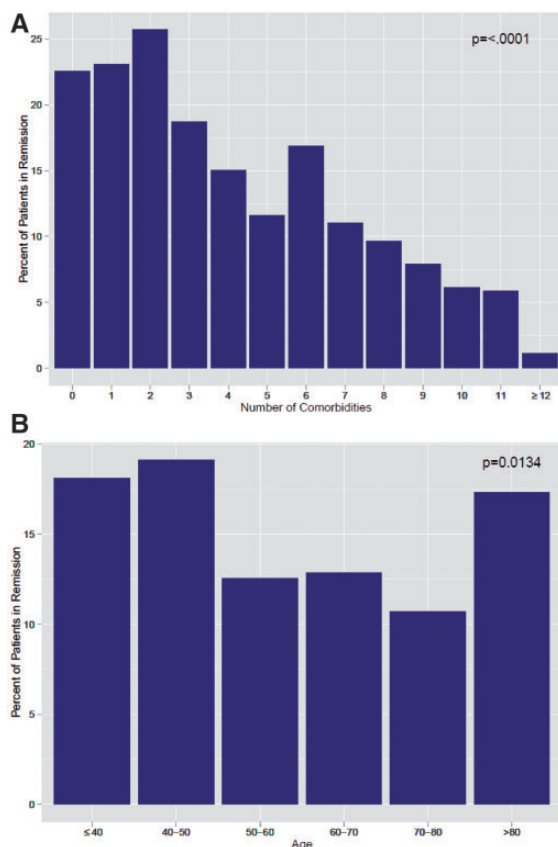 A
p=<.0001
Percent of Patients in Remission
25
20
15
10
5
0
0 1 2 3 4 5 6 7 8 9 10 11 ≥12
Number of Comorbidities
B
p=0.0134
Percent of Patients in Remission
20
15
10
5
0
≤40 40-50 50-60 60-70 70-80 >80
Age